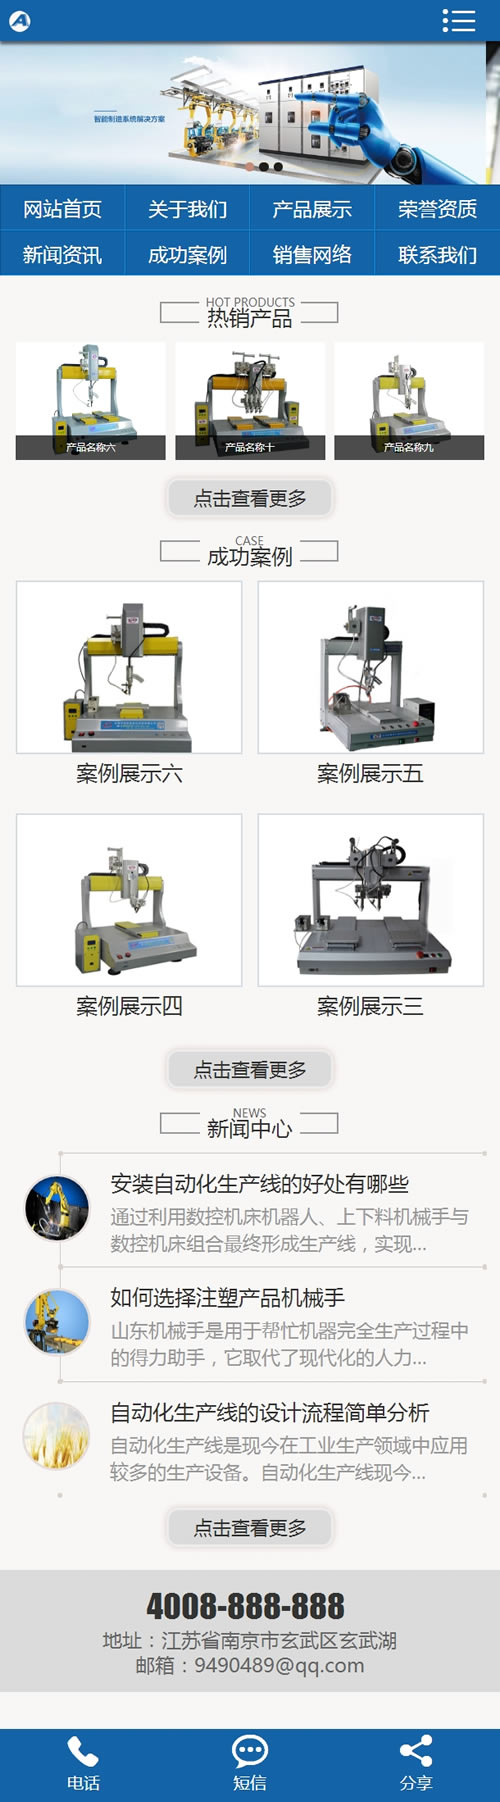 A
智能制造系统解决方案
网站首页 关于我们 产品展示 荣誉资质
新闻资讯 成功案例 销售网络 联系我们
HOT PRODUCTS
热销产品
产品名称六 产品名称十 产品名称九
点击查看更多
CASE
成功案例
案例展示六 案例展示五
案例展示四 案例展示三
点击查看更多
NEWS
新闻中心
安装自动化生产线的好处有哪些
通过利用数控机床机器人、上下料机械手与
数控机床组合最终形成生产线，实现...
如何选择注塑产品机械手
山东机械手是用于帮忙机器完全生产过程中
的得力助手，它取代了现代化的人力...
自动化生产线的设计流程简单分析
自动化生产线是现今在工业生产领域中应用
较多的生产设备。自动化生产线现今...
点击查看更多
4008-888-888
地址：江苏省南京市玄武区玄武湖
邮箱：9490489@qq.com
电话 短信 分享